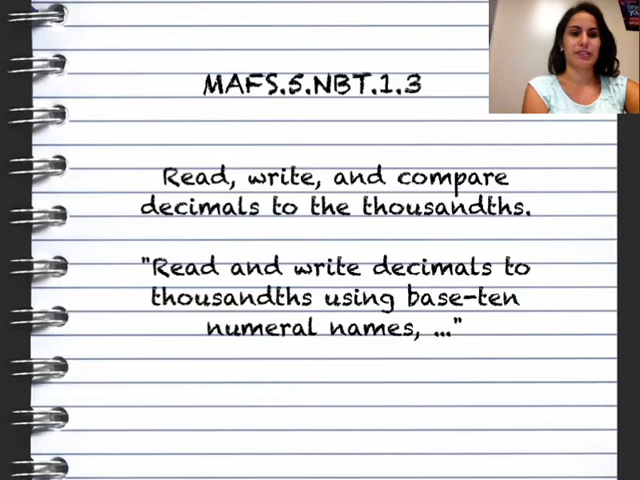 MAFS.5.NBT.1.3
Read, write, and compare
decimals to the thousandths.
"Read and write decimals to
thousandths using base-ten
numeral names, ..."